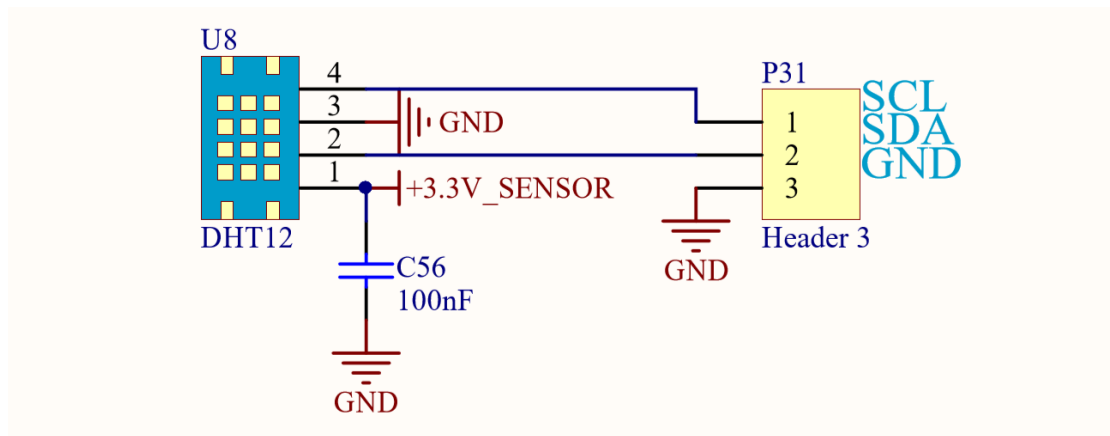 U8
4
3
2
1
DHT12
GND
+3.3V_SENSOR
C56
100nF
GND
P31
1
2
3
SCL
SDA
GND
Header 3
GND